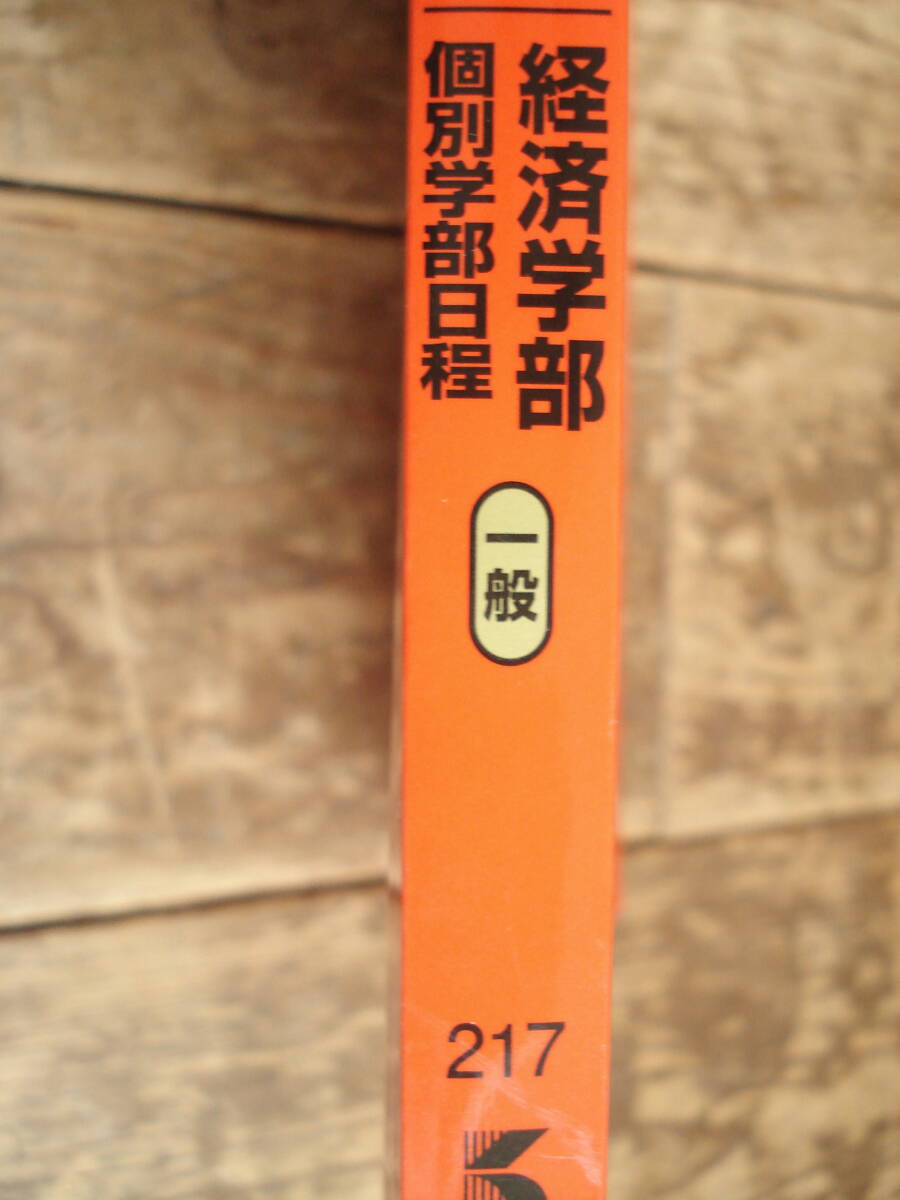 経済学部
個別学部日程
一般
217